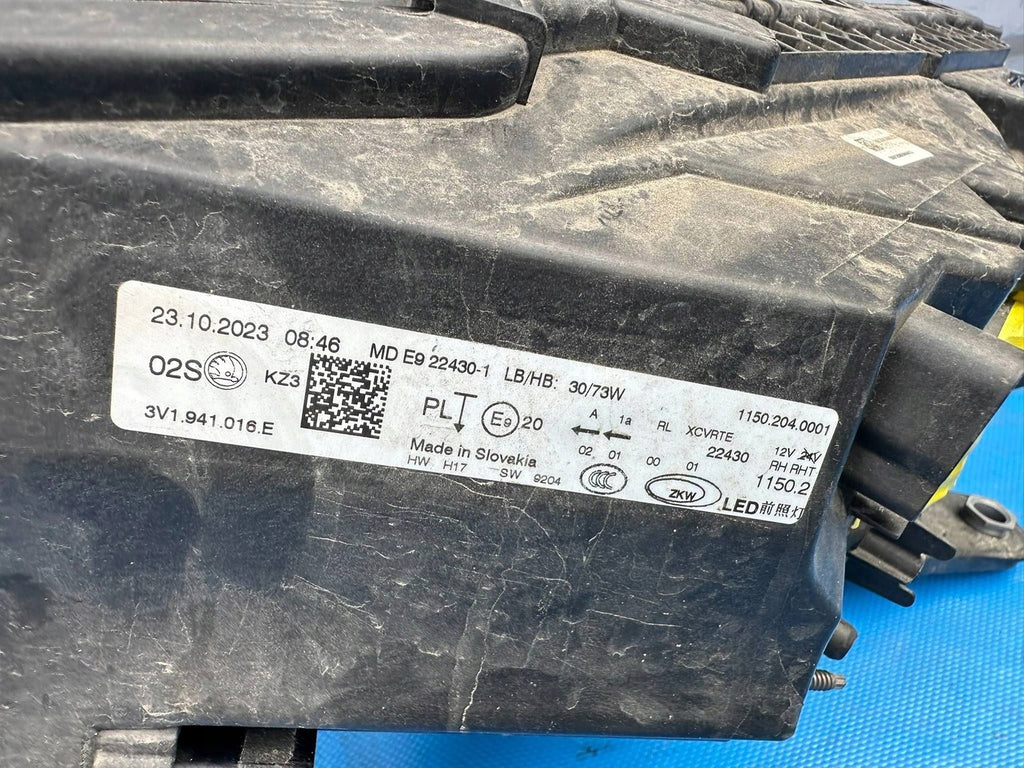 23.10.2023 08:46 MD E9 22430-1 LB/HB: 30/73W 1150.204.0001
02S KZ3 PL E9 20 A 1a RL XCVRTE 12V 24V
3V1.941.016.E Made in Slovakia 02 01 00 01 22430 RH RHT
HW H17 SW 9204 CCC ZKW 1150.2
LED前照灯